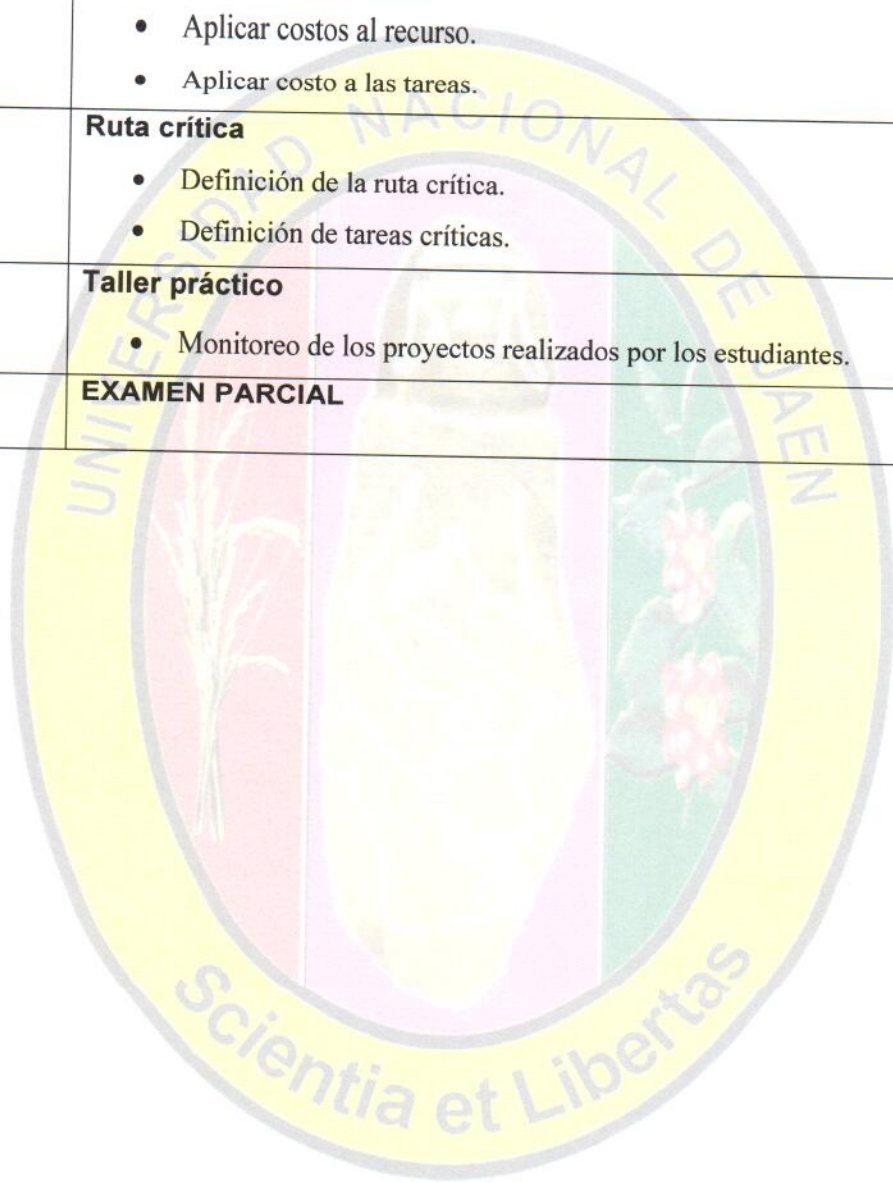 • Aplicar costos al recurso.
• Aplicar costo a las tareas.
Ruta crítica
• Definición de la ruta crítica.
• Definición de tareas críticas.
Taller práctico
• Monitoreo de los proyectos realizados por los estudiantes.
EXAMEN PARCIAL
UNIVERSIDAD NACIONAL DE JAEN
Scientia et Libertas